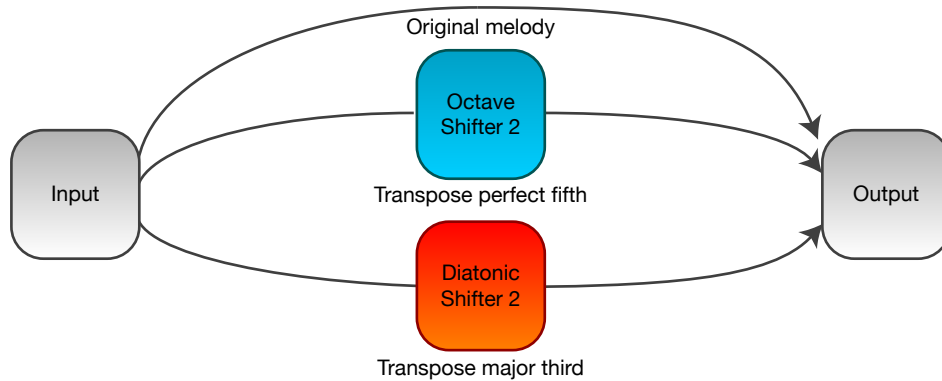 Original melody
Octave
Shifter 2
Input
Transpose perfect fifth
Output
Diatonic
Shifter 2
Transpose major third